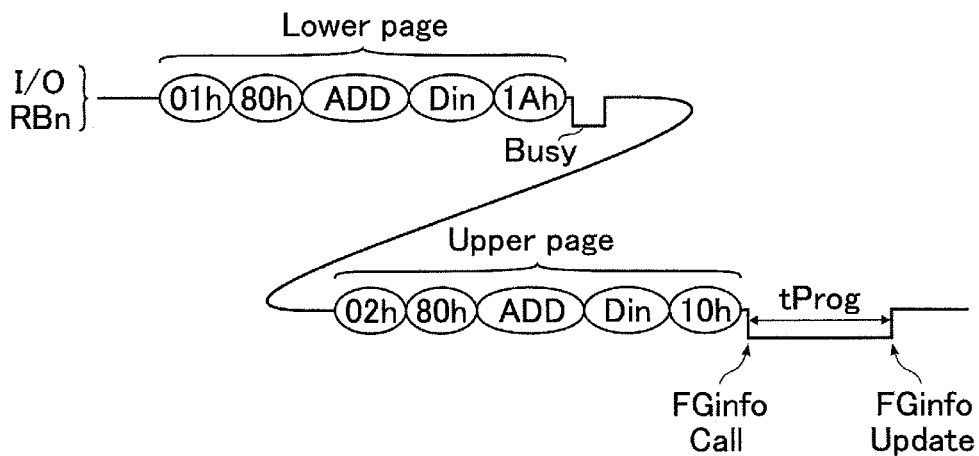 Lower page
I/O
RBn
01h 80h ADD Din 1Ah
Busy
Upper page
02h 80h ADD Din 10h
tProg
FGinfo
Call
FGinfo
Update